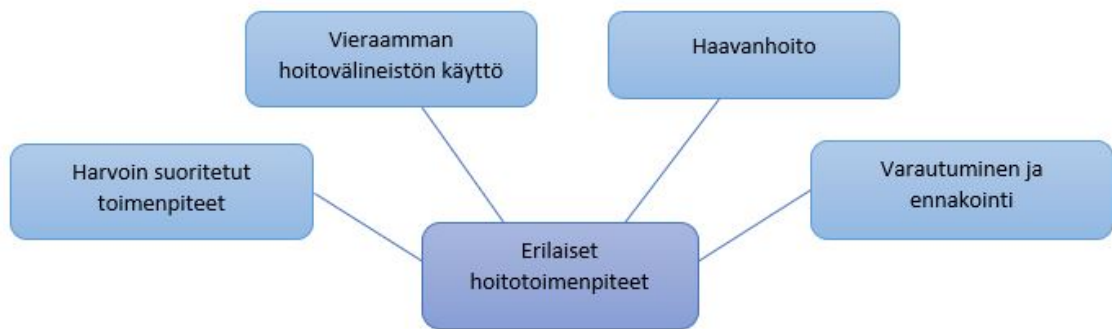 Vieraamman
hoitovälineistön käyttö
Haavanhoito
Harvoin suoritetut
toimenpiteet
Varautuminen ja
ennakointi
Erilaiset
hoitotoimenpiteet